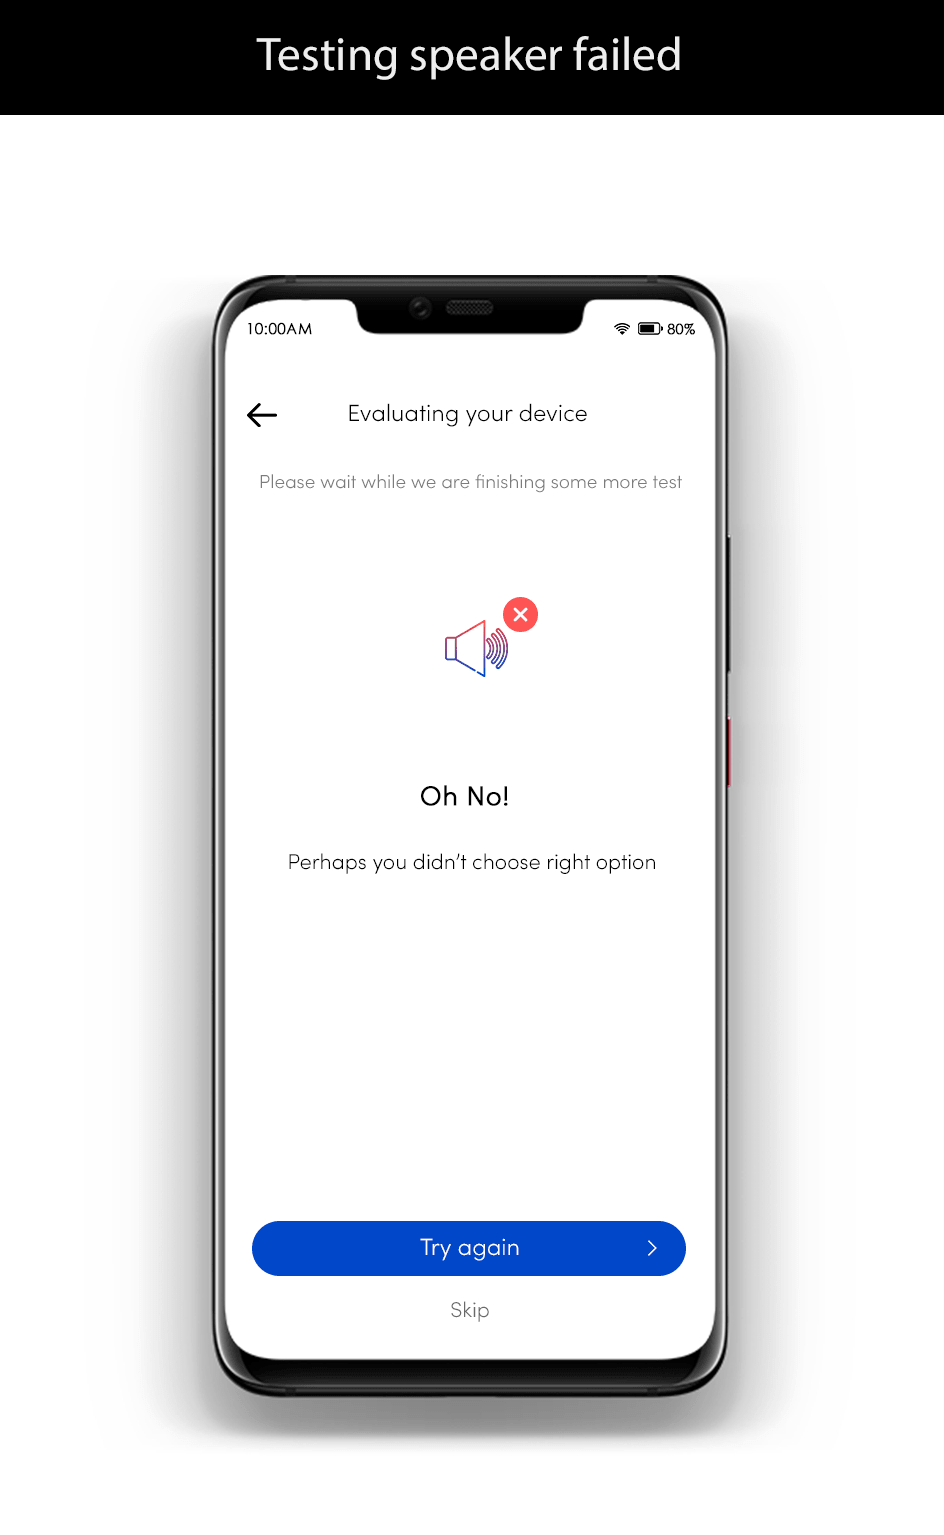 Testing speaker failed
10:00AM
80%
Evaluating your device
Please wait while we are finishing some more test
Oh No!
Perhaps you didn't choose right option
Try again
Skip